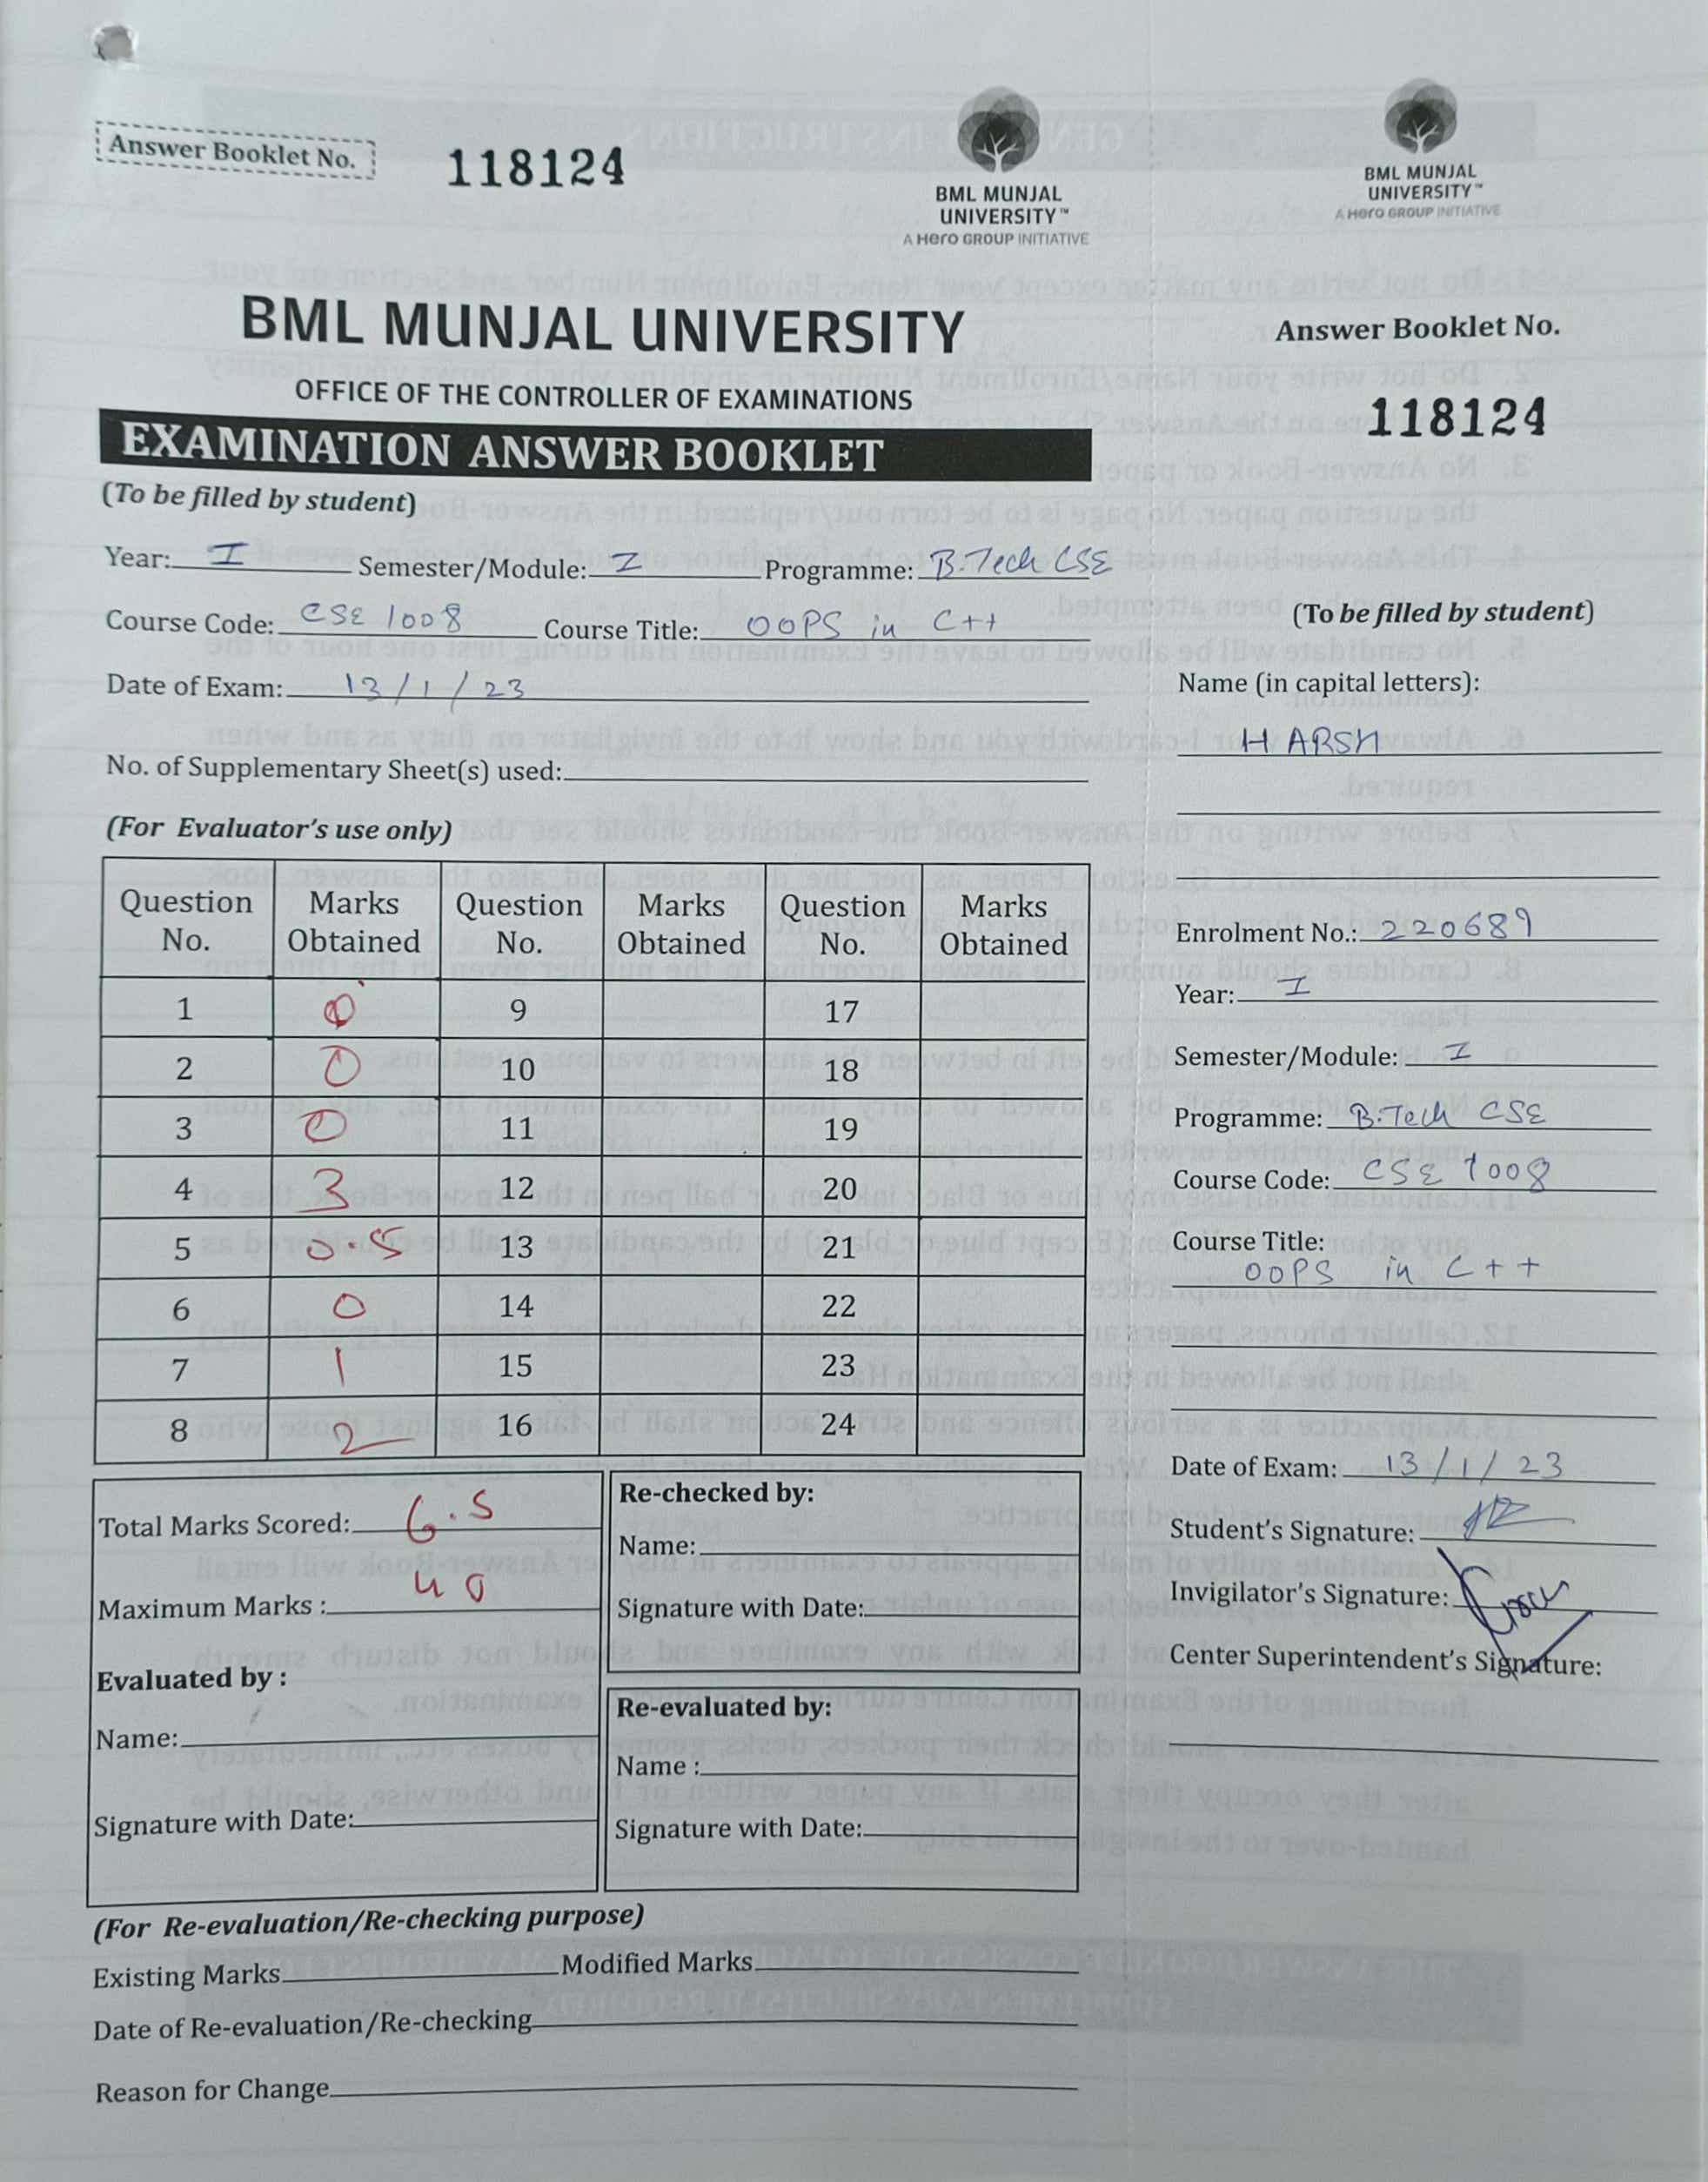 Answer Booklet No.
118124
BML MUNJAL
UNIVERSITY™
A Hero GROUP INITIATIVE
BML MUNJAL
UNIVERSITY™
A Hero GROUP INITIATIVE
BML MUNJAL UNIVERSITY
OFFICE OF THE CONTROLLER OF EXAMINATIONS
EXAMINATION ANSWER BOOKLET
(To be filled by student)
Year: I Semester/Module: I Programme: B.Tech CSE
Course Code: CSE 1008 Course Title: OOPS in C++
Date of Exam: 13/1/23
No. of Supplementary Sheet(s) used:
(For Evaluator's use only)
Question No. Marks Obtained Question No. Marks Obtained Question No. Marks Obtained
1 0 9 17
2 0 10 18
3 0 11 19
4 3 12 20
5 0.5 13 21
6 0 14 22
7 1 15 23
8 2 16 24
Total Marks Scored: 6.5
Maximum Marks : 40
Evaluated by :
Name:
Signature with Date:
Re-checked by:
Name:
Signature with Date:
Re-evaluated by:
Name :
Signature with Date:
(For Re-evaluation/Re-checking purpose)
Existing Marks Modified Marks
Date of Re-evaluation/Re-checking
Reason for Change
Answer Booklet No.
118124
(To be filled by student)
Name (in capital letters):
HARSH
Enrolment No.: 220689
Year: I
Semester/Module: I
Programme: B.Tech CSE
Course Code: CSE 1008
Course Title:
OOPS in C++
Date of Exam: 13/1/23
Student's Signature:
Invigilator's Signature:
Center Superintendent's Signature: